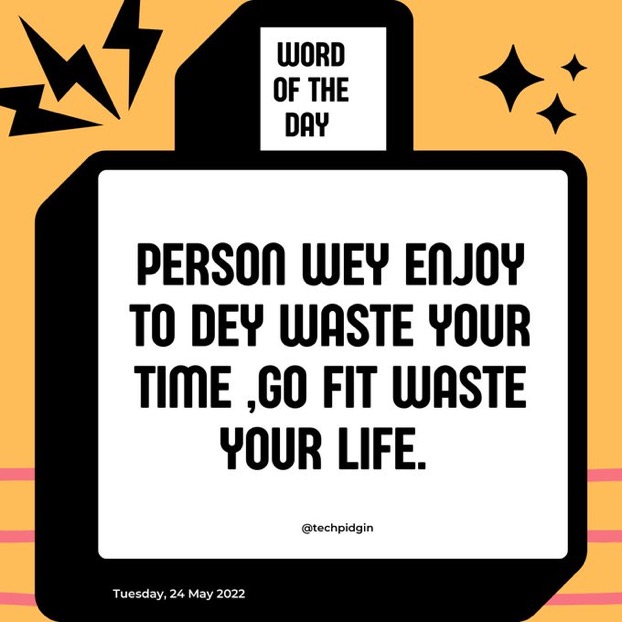 WORD
OF THE
DAY
PERSON WEY ENJOY
TO DEY WASTE YOUR
TIME ,GO FIT WASTE
YOUR LIFE.
@techpidgin
Tuesday, 24 May 2022